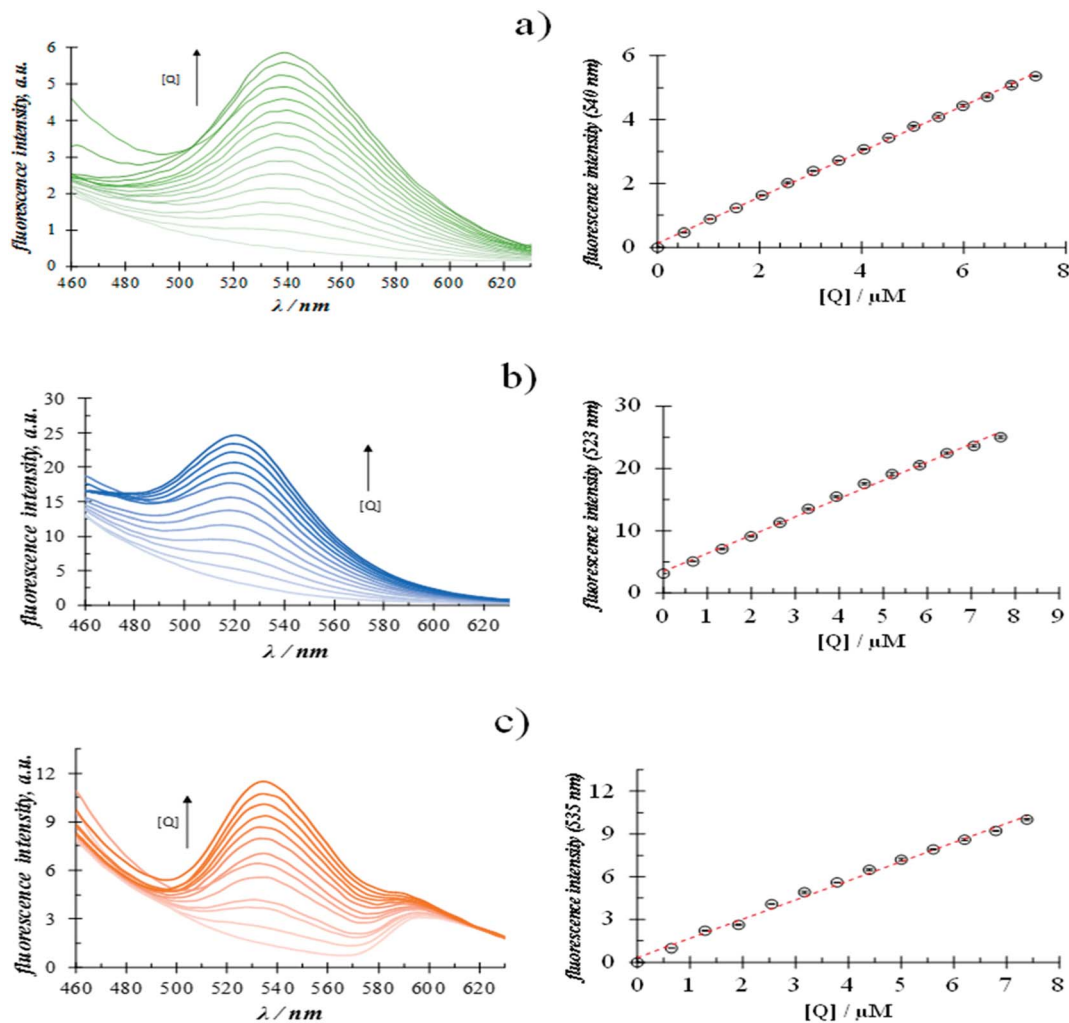 a)
fluorescence intensity, a.u.
6
5
4
3
2
1
0
[Q]
460 480 500 520 540 560 580 600 620
λ / nm
fluorescence intensity (540 nm)
6
4
2
0
0 2 4 6 8
[Q] / μM
b)
fluorescence intensity, a.u.
30
25
20
15
10
5
0
[Q]
460 480 500 520 540 560 580 600 620
λ / nm
fluorescence intensity (523 nm)
30
20
10
0
0 1 2 3 4 5 6 7 8 9
[Q] / μM
c)
fluorescence intensity, a.u.
12
9
6
3
0
[Q]
460 480 500 520 540 560 580 600 620
λ / nm
fluorescence intensity (535 nm)
12
9
6
3
0
0 1 2 3 4 5 6 7 8
[Q] / μM